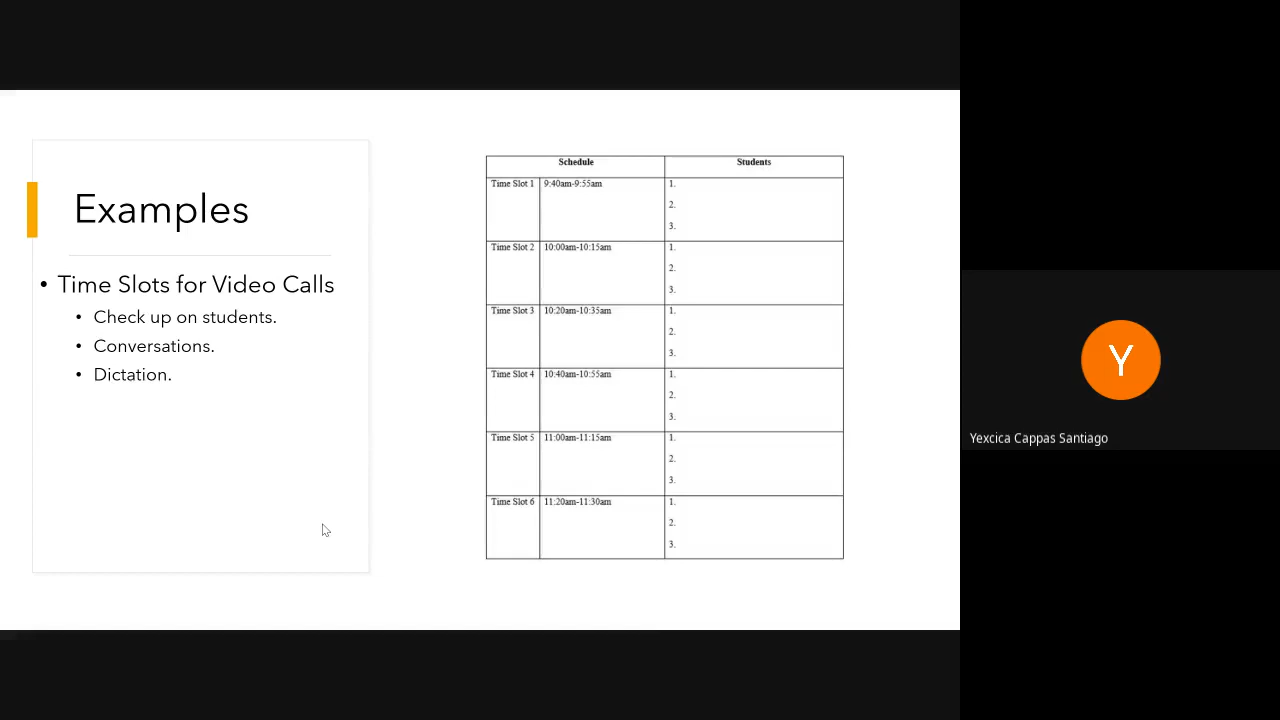 Examples
• Time Slots for Video Calls
• Check up on students.
• Conversations.
• Dictation.
Schedule Students
Time Slot 1 9:40am-9:55am 1.
2.
3.
Time Slot 2 10:00am-10:15am 1.
2.
3.
Time Slot 3 10:20am-10:35am 1.
2.
3.
Time Slot 4 10:40am-10:55am 1.
2.
3.
Time Slot 5 11:00am-11:15am 1.
2.
3.
Time Slot 6 11:20am-11:30am 1.
2.
3.
Y
Yexcica Cappas Santiago